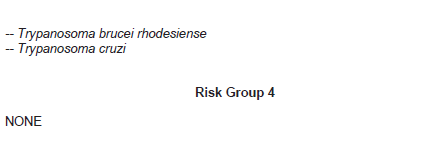 -- Trypanosoma brucei rhodesiense
-- Trypanosoma cruzi
Risk Group 4
NONE